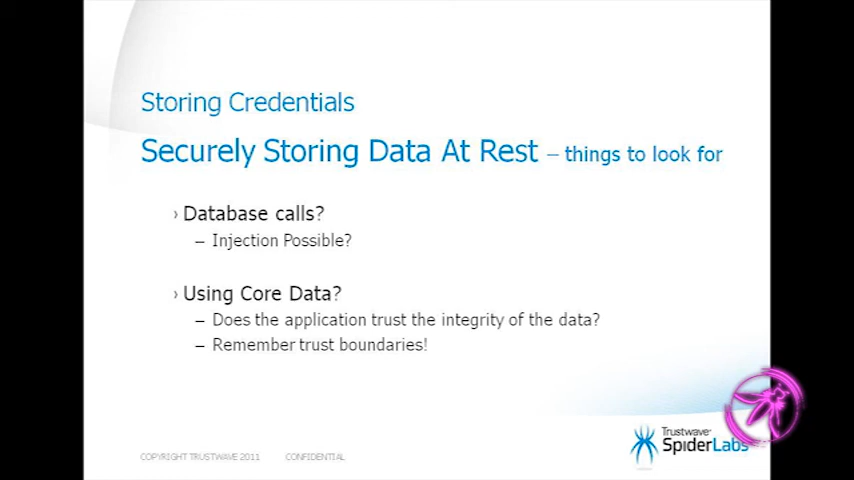 Storing Credentials
Securely Storing Data At Rest – things to look for
› Database calls?
– Injection Possible?
› Using Core Data?
– Does the application trust the integrity of the data?
– Remember trust boundaries!
COPYRIGHT TRUSTWAVE 2011 CONFIDENTIAL
Trustwave®
SpiderLabs